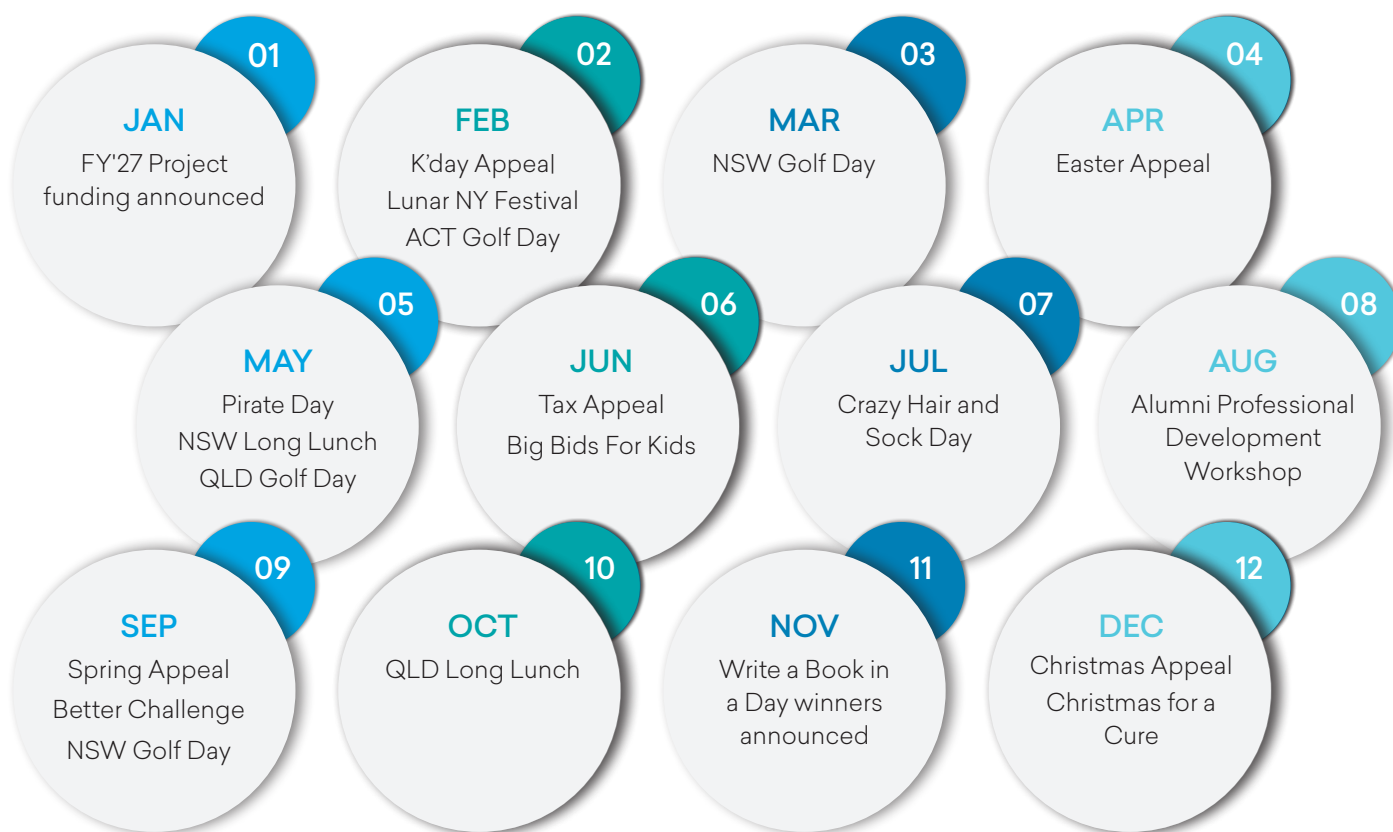 01
JAN
FY'27 Project
funding announced
02
FEB
K'day Appeal
Lunar NY Festival
ACT Golf Day
03
MAR
NSW Golf Day
04
APR
Easter Appeal
05
MAY
Pirate Day
NSW Long Lunch
QLD Golf Day
06
JUN
Tax Appeal
Big Bids For Kids
07
JUL
Crazy Hair and
Sock Day
08
AUG
Alumni Professional
Development
Workshop
09
SEP
Spring Appeal
Better Challenge
NSW Golf Day
10
OCT
QLD Long Lunch
11
NOV
Write a Book in
a Day winners
announced
12
DEC
Christmas Appeal
Christmas for a
Cure